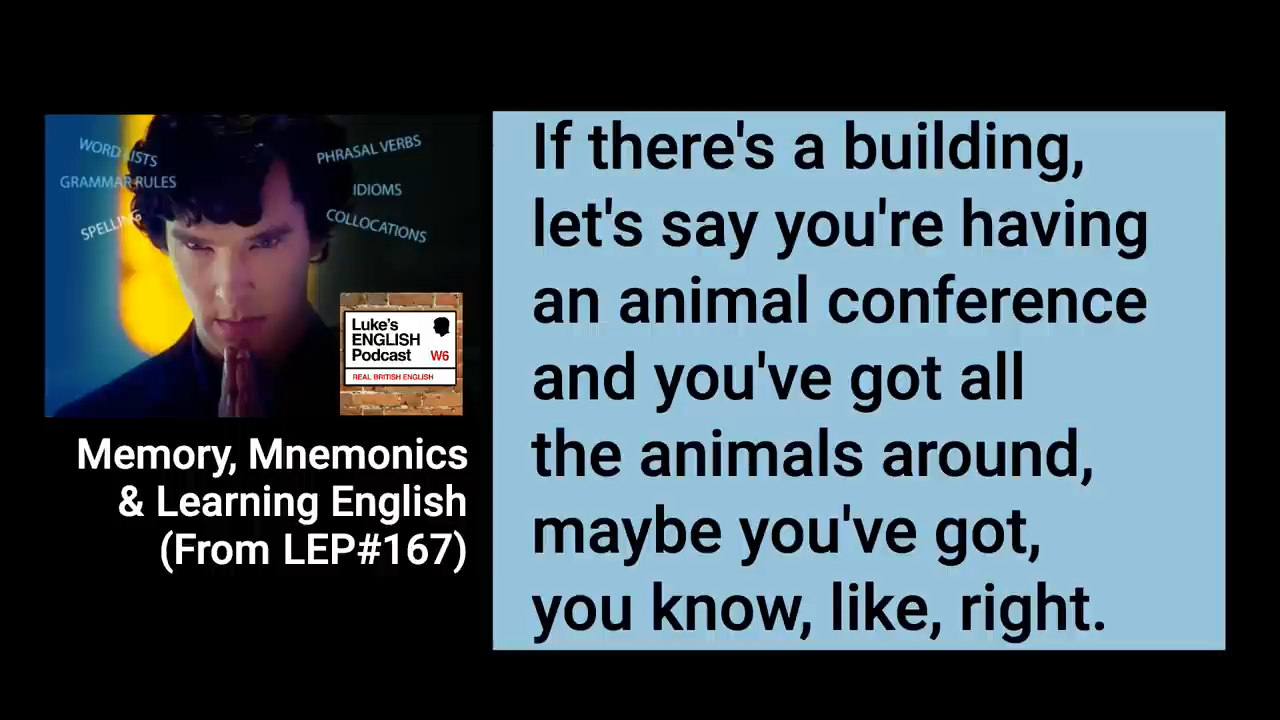 WORD LISTS
GRAMMAR RULES
SPELLING
PHRASAL VERBS
IDIOMS
COLLOCATIONS
Luke's
ENGLISH
Podcast
W6
REAL BRITISH ENGLISH
Memory, Mnemonics
& Learning English
(From LEP#167)
If there's a building,
let's say you're having
an animal conference
and you've got all
the animals around,
maybe you've got,
you know, like, right.